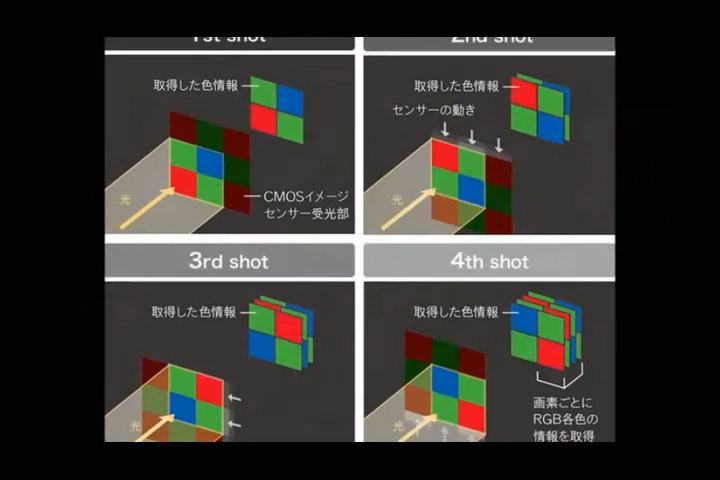 1st shot
2nd shot
取得した色情報
CMOSイメージ
センサー受光部
光
取得した色情報
センサーの動き
光
3rd shot
4th shot
取得した色情報
光
取得した色情報
画素ごとに
RGB各色の
情報を取得
光